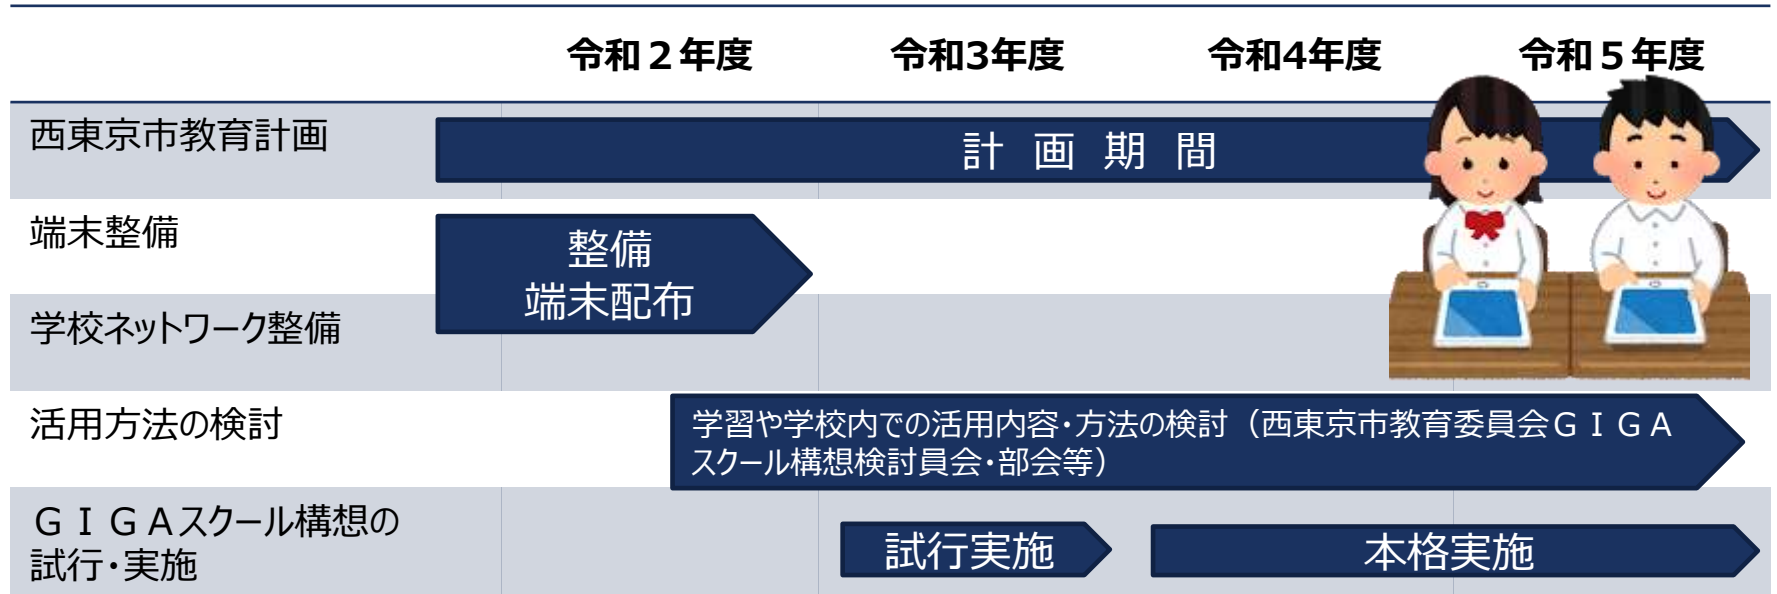 令和２年度 令和3年度 令和4年度 令和５年度
西東京市教育計画
計画期間
端末整備
整備
端末配布
学校ネットワーク整備
活用方法の検討
学習や学校内での活用内容・方法の検討（西東京市教育委員会ＧＩＧＡ
スクール構想検討員会・部会等）
ＧＩＧＡスクール構想の
試行・実施
試行実施
本格実施